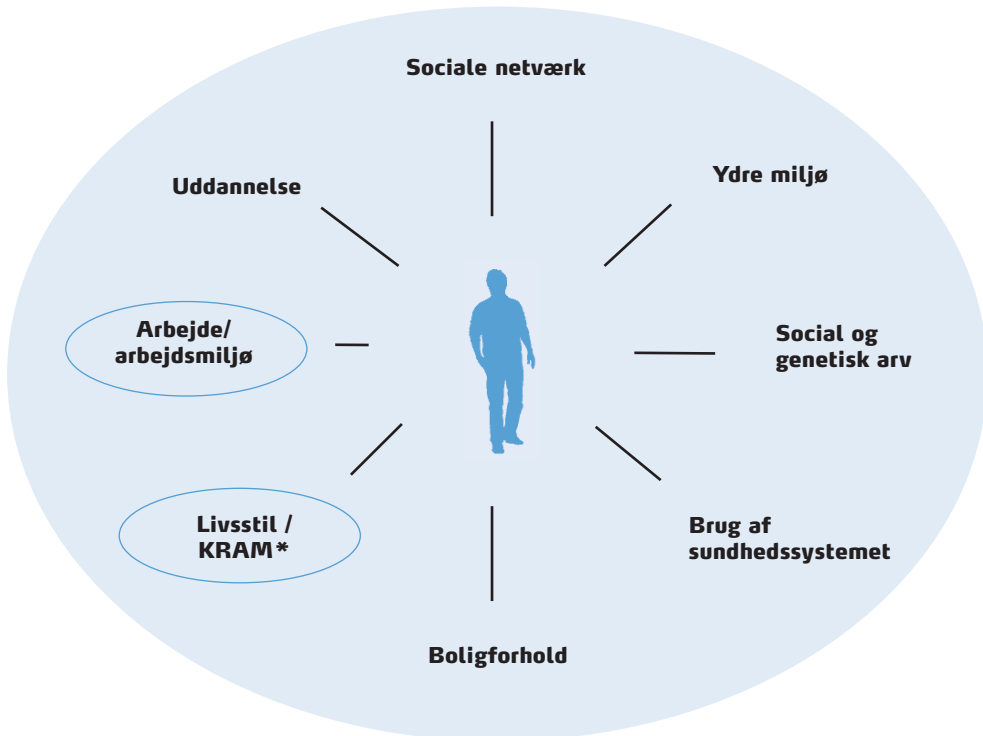 Sociale netværk
Uddannelse
Ydre miljø
Arbejde/
arbejdsmiljø
Social og
genetisk arv
Livsstil /
KRAM*
Brug af
sundhedssystemet
Boligforhold